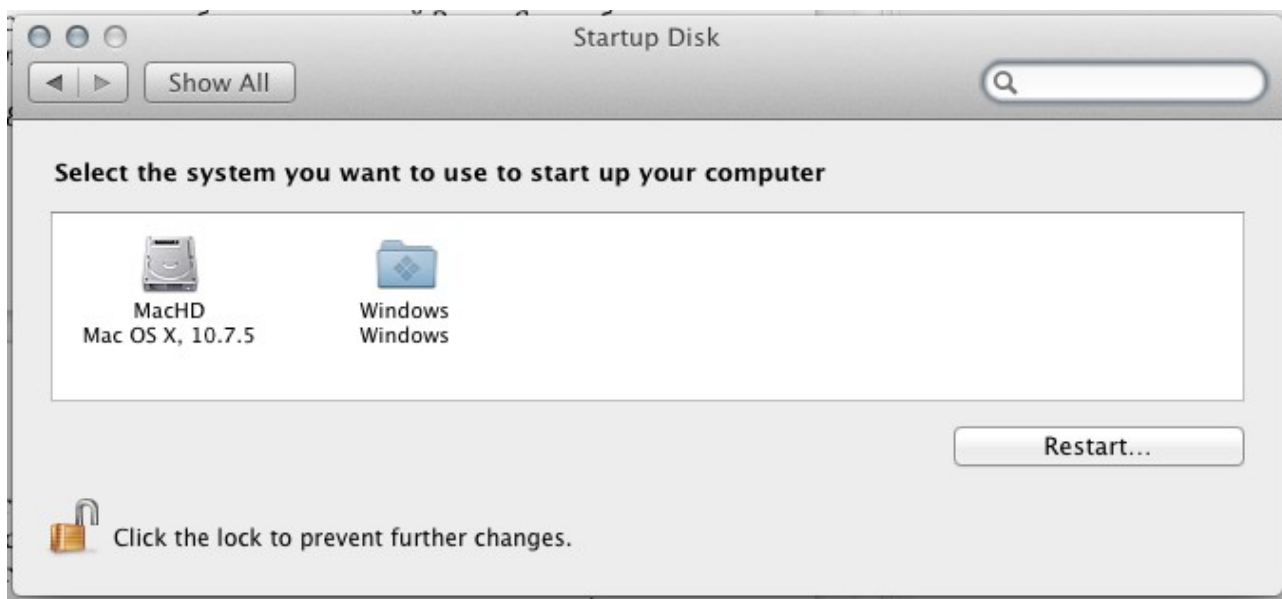 Startup Disk
Show All
Select the system you want to use to start up your computer
MacHD
Mac OS X, 10.7.5
Windows
Windows
Restart...
Click the lock to prevent further changes.